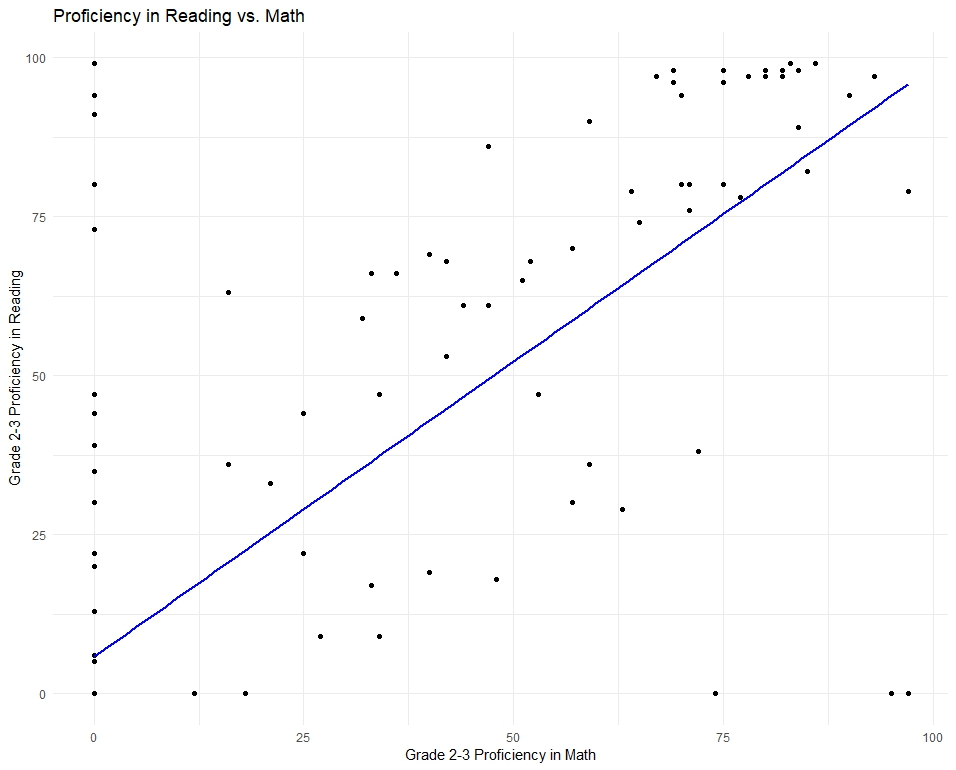 Proficiency in Reading vs. Math
100
75
50
25
0
Grade 2-3 Proficiency in Reading
0 25 50 75 100
Grade 2-3 Proficiency in Math